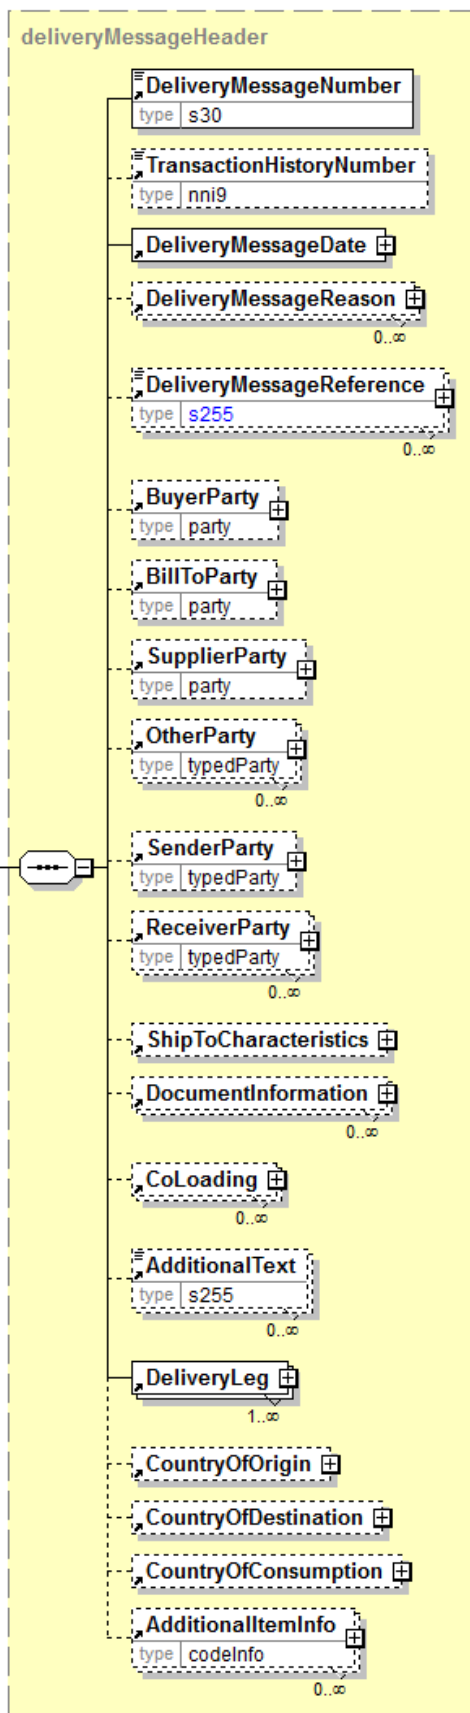 deliveryMessageHeader
DeliveryMessageNumber
type s30
TransactionHistoryNumber
type nni9
DeliveryMessageDate
DeliveryMessageReason
0..∞
DeliveryMessageReference
type s255
0..∞
BuyerParty
type party
BillToParty
type party
SupplierParty
type party
OtherParty
type typedParty
0..∞
SenderParty
type typedParty
ReceiverParty
type typedParty
0..∞
ShipToCharacteristics
DocumentInformation
0..∞
CoLoading
0..∞
AdditionalText
type s255
0..∞
DeliveryLeg
1..∞
CountryOfOrigin
CountryOfDestination
CountryOfConsumption
AdditionalItemInfo
type codeInfo
0..∞